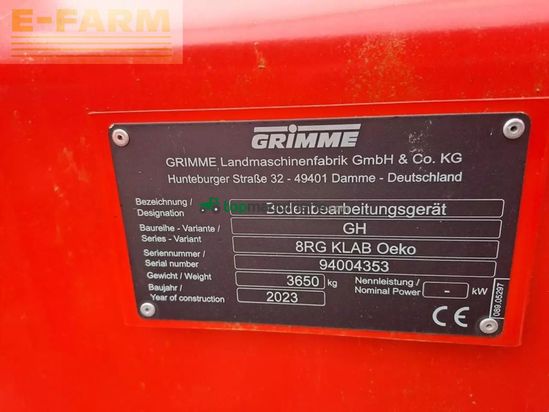 E-FARM
GRIMME
GRIMME Landmaschinenfabrik GmbH & Co. KG
Hunteburger Straße 32 - 49401 Damme - Deutschland
Bezeichnung / Designation Bodenbearbeitungsgerät
Baureihe - Variante / GH
Series - Variant 8RG KLAB Oeko
Seriennummer / Serial number 94004353
Gewicht / Weight 3650 kg Nennleistung / Nominal Power - kW
Baujahr / Year of construction 2023
CE
089.05297